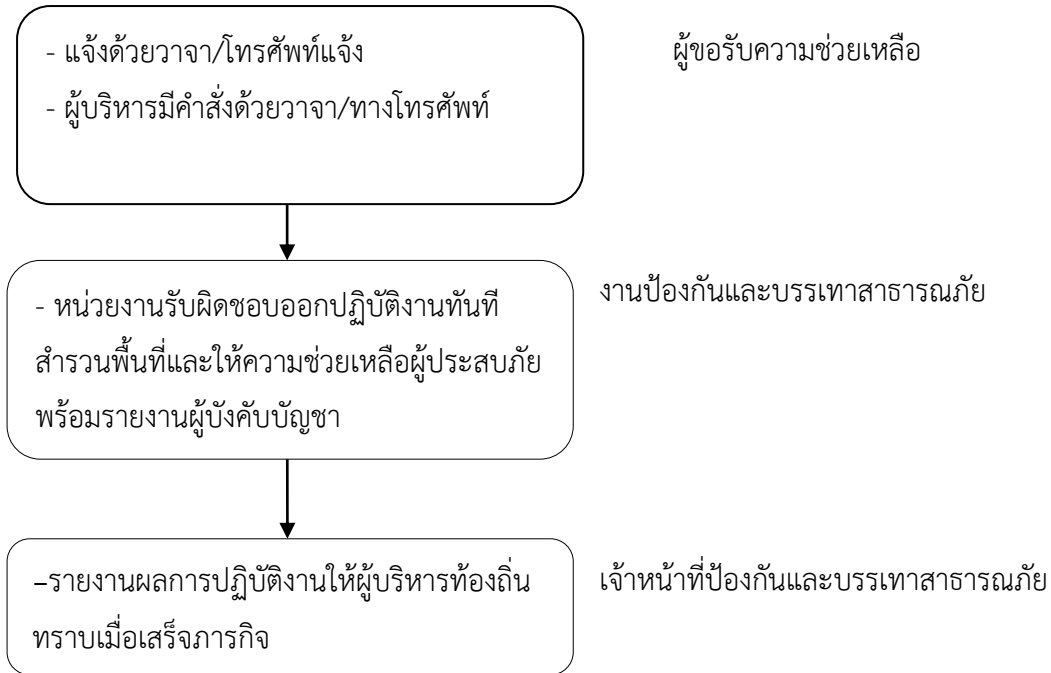 - แจ้งด้วยวาจา/โทรศัพท์แจ้ง
- ผู้บริหารมีคำสั่งด้วยวาจา/ทางโทรศัพท์
ผู้ขอรับความช่วยเหลือ
- หน่วยงานรับผิดชอบออกปฏิบัติงานทันที
สำรวนพื้นที่และให้ความช่วยเหลือผู้ประสบภัย
พร้อมรายงานผู้บังคับบัญชา
งานป้องกันและบรรเทาสาธารณภัย
–รายงานผลการปฏิบัติงานให้ผู้บริหารท้องถิ่น
ทราบเมื่อเสร็จภารกิจ
เจ้าหน้าที่ป้องกันและบรรเทาสาธารณภัย